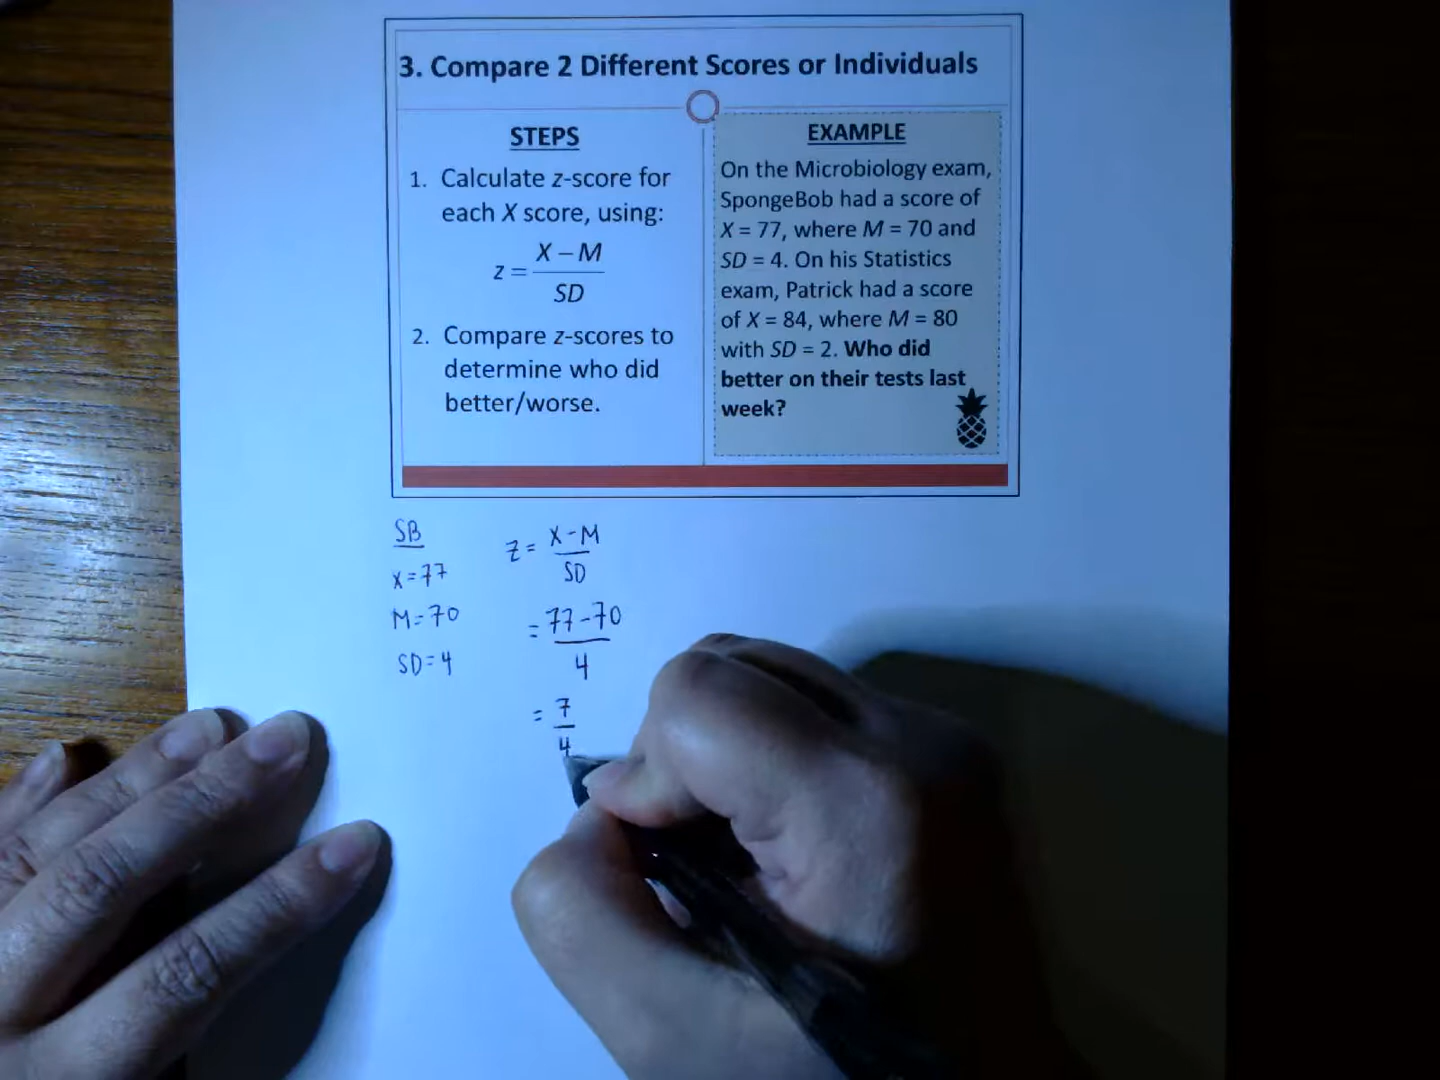 3. Compare 2 Different Scores or Individuals
STEPS
1. Calculate z-score for
each X score, using:
z = X – M
SD
2. Compare z-scores to
determine who did
better/worse.
EXAMPLE
On the Microbiology exam,
SpongeBob had a score of
X = 77, where M = 70 and
SD = 4. On his Statistics
exam, Patrick had a score
of X = 84, where M = 80
with SD = 2. Who did
better on their tests last
week?
SB
X=77
M=70
SD=4
Z = X-M
SD
= 77-70
4
= 7
4